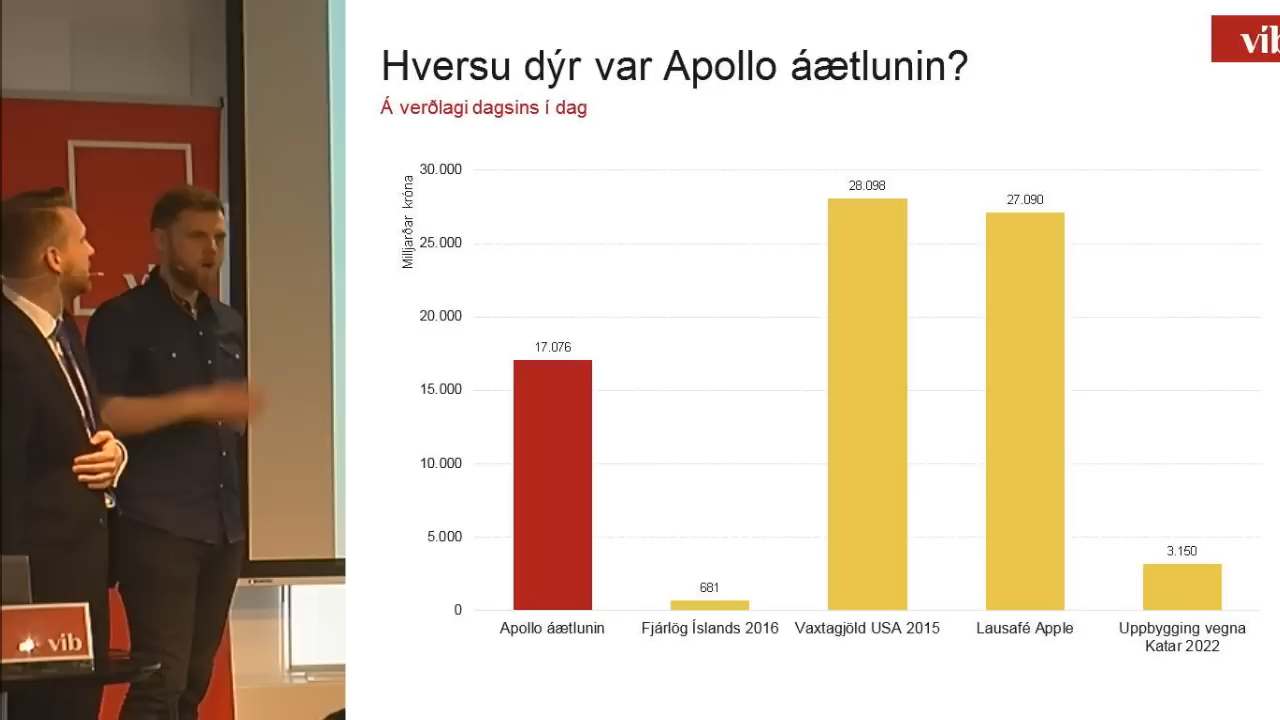 Hversu dýr var Apollo áætlunin?
Á verðlagi dagsins í dag
víb
Milljarðar króna
30.000
25.000
20.000
15.000
10.000
5.000
0
17.076
681
28.098
27.090
3.150
Apollo áætlunin
Fjárlög Íslands 2016
Vaxtagjöld USA 2015
Lausafé Apple
Uppbygging vegna
Katar 2022
vib